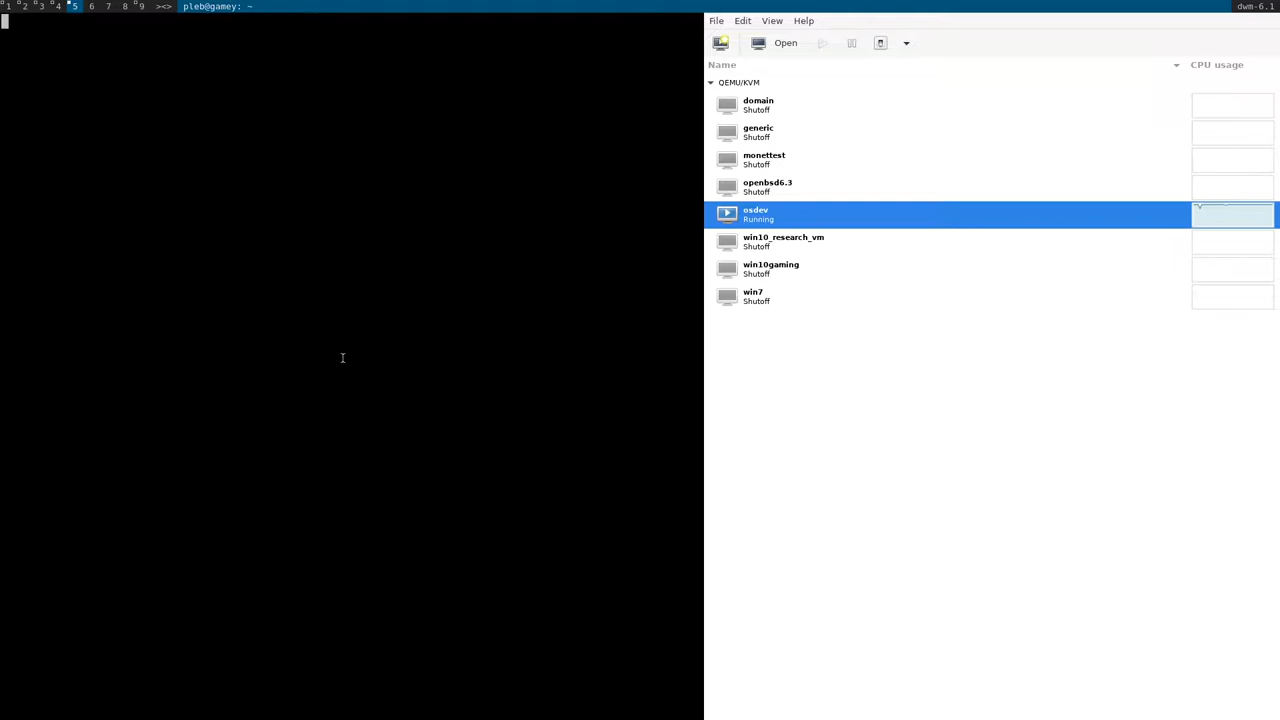 1 2 3 4 5 6 7 8 9 ><> pleb@gamey: ~ dwm-6.1
File Edit View Help
Open
Name CPU usage
QEMU/KVM
domain
Shutoff
generic
Shutoff
monettest
Shutoff
openbsd6.3
Shutoff
osdev
Running
win10_research_vm
Shutoff
win10gaming
Shutoff
win7
Shutoff